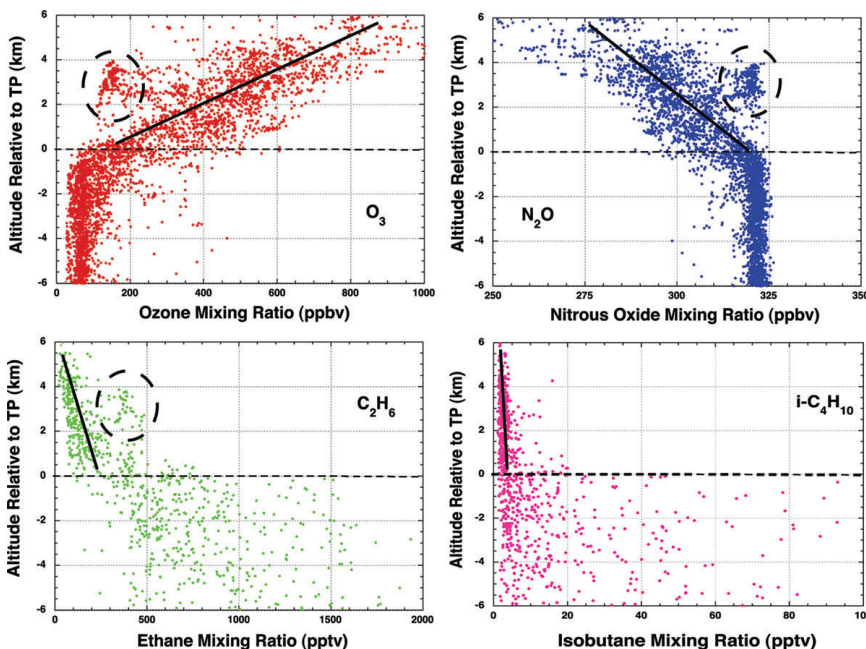 Altitude Relative to TP (km)
6
4
2
0
-2
-4
-6
O3
0 200 400 600 800 1000
Ozone Mixing Ratio (ppbv)
Altitude Relative to TP (km)
6
4
2
0
-2
-4
-6
N2O
250 275 300 325 350
Nitrous Oxide Mixing Ratio (ppbv)
Altitude Relative to TP (km)
6
4
2
0
-2
-4
-6
C2H6
0 500 1000 1500 2000
Ethane Mixing Ratio (pptv)
Altitude Relative to TP (km)
6
4
2
0
-2
-4
-6
i-C4H10
0 20 40 60 80 100
Isobutane Mixing Ratio (pptv)